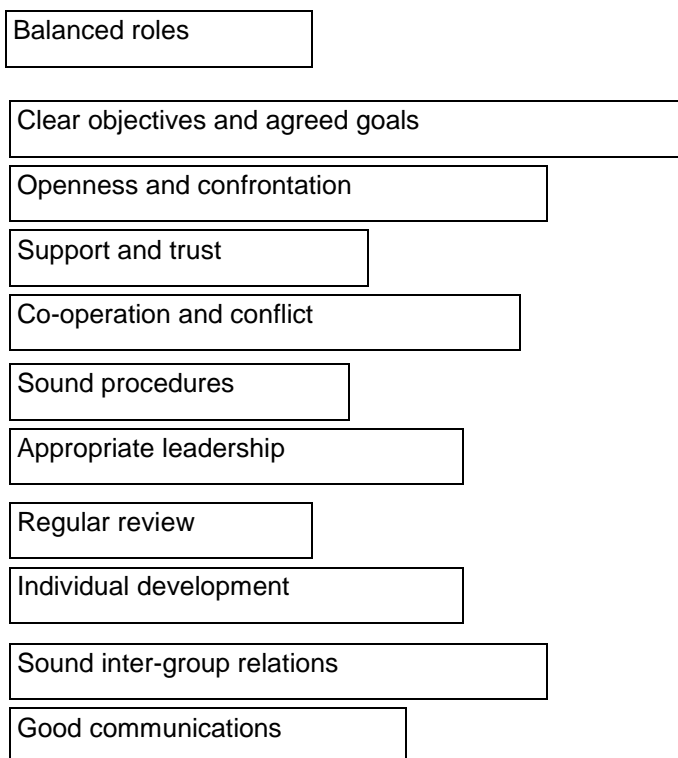 Balanced roles
Clear objectives and agreed goals
Openness and confrontation
Support and trust
Co-operation and conflict
Sound procedures
Appropriate leadership
Regular review
Individual development
Sound inter-group relations
Good communications